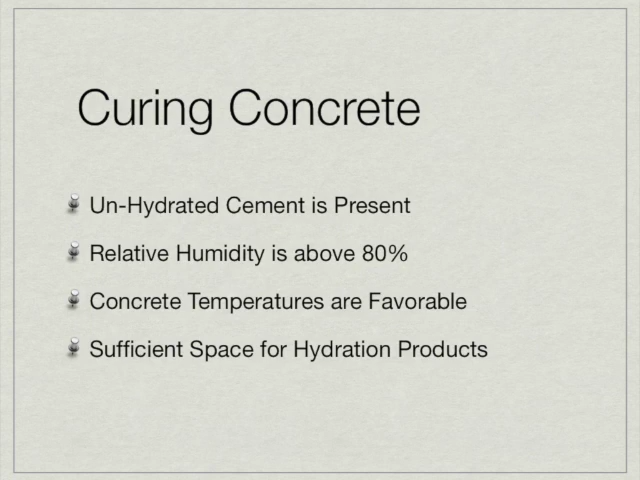 Curing Concrete
Un-Hydrated Cement is Present
Relative Humidity is above 80%
Concrete Temperatures are Favorable
Sufficient Space for Hydration Products